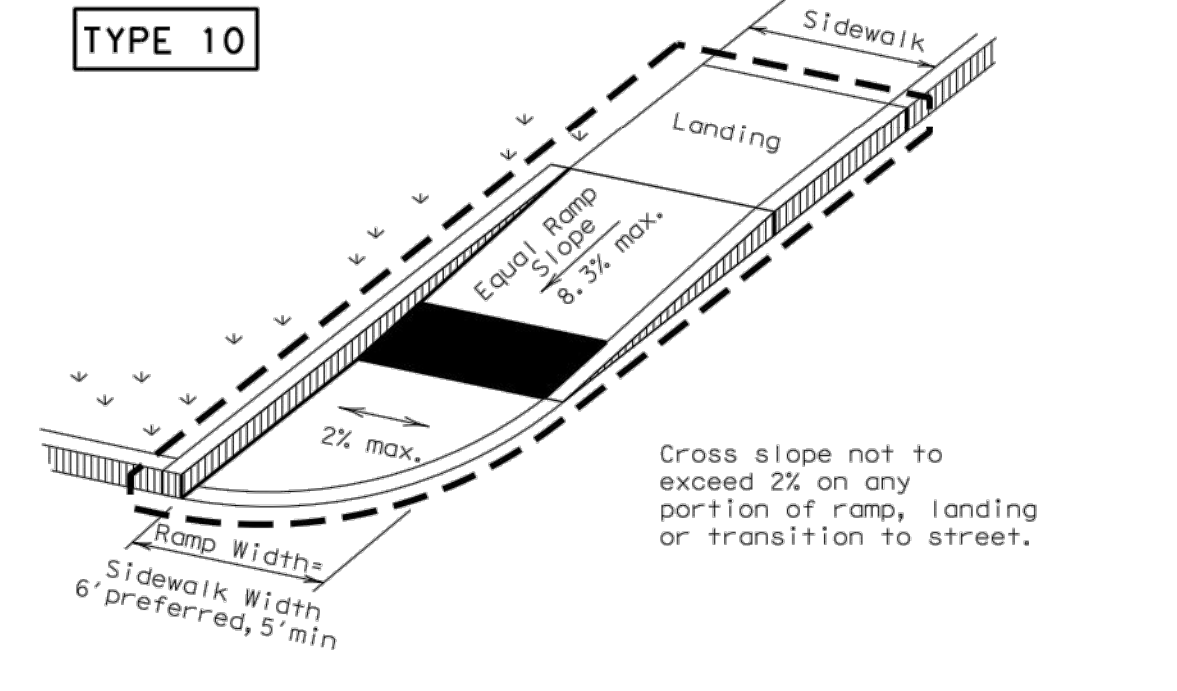 TYPE 10
Sidewalk
Landing
Equal Ramp
Slope
8.3% max.
2% max.
Cross slope not to
exceed 2% on any
portion of ramp, landing
or transition to street.
Ramp Width=
Sidewalk Width
6' preferred, 5' min